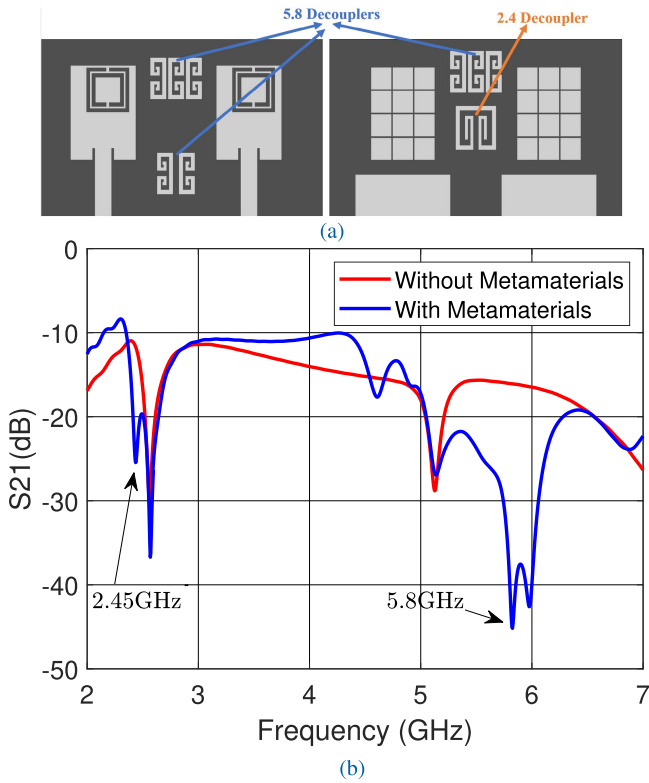 5.8 Decouplers
2.4 Decoupler
(a)
0
-10
-20
-30
-40
-50
S21(dB)
Without Metamaterials
With Metamaterials
2.45GHz
5.8GHz
2 3 4 5 6 7
Frequency (GHz)
(b)